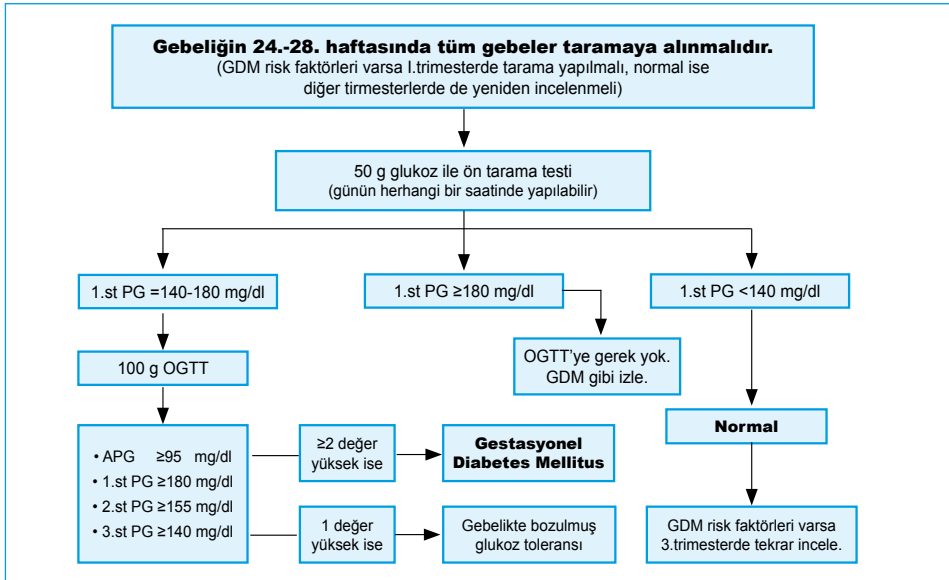 Gebeliğin 24.-28. haftasında tüm gebeler taramaya alınmalıdır.
(GDM risk faktörleri varsa I.trimesterde tarama yapılmalı, normal ise
diğer tirmesterlerde de yeniden incelenmeli)
50 g glukoz ile ön tarama testi
(günün herhangi bir saatinde yapılabilir)
1.st PG =140-180 mg/dl
1.st PG ≥180 mg/dl
1.st PG <140 mg/dl
OGTT’ye gerek yok.
GDM gibi izle.
100 g OGTT
Normal
• APG ≥95 mg/dl
• 1.st PG ≥180 mg/dl
• 2.st PG ≥155 mg/dl
• 3.st PG ≥140 mg/dl
≥2 değer
yüksek ise
Gestasyonel
Diabetes Mellitus
1 değer
yüksek ise
Gebelikte bozulmuş
glukoz toleransı
GDM risk faktörleri varsa
3.trimesterde tekrar incele.